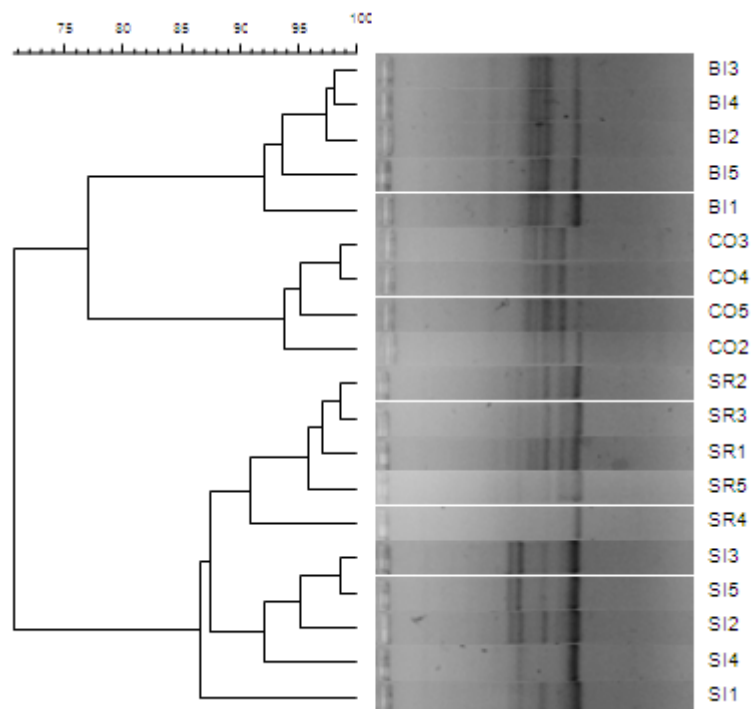 75 80 85 90 95 100
BI3
BI4
BI2
BI5
BI1
CO3
CO4
CO5
CO2
SR2
SR3
SR1
SR5
SR4
SI3
SI5
SI2
SI4
SI1